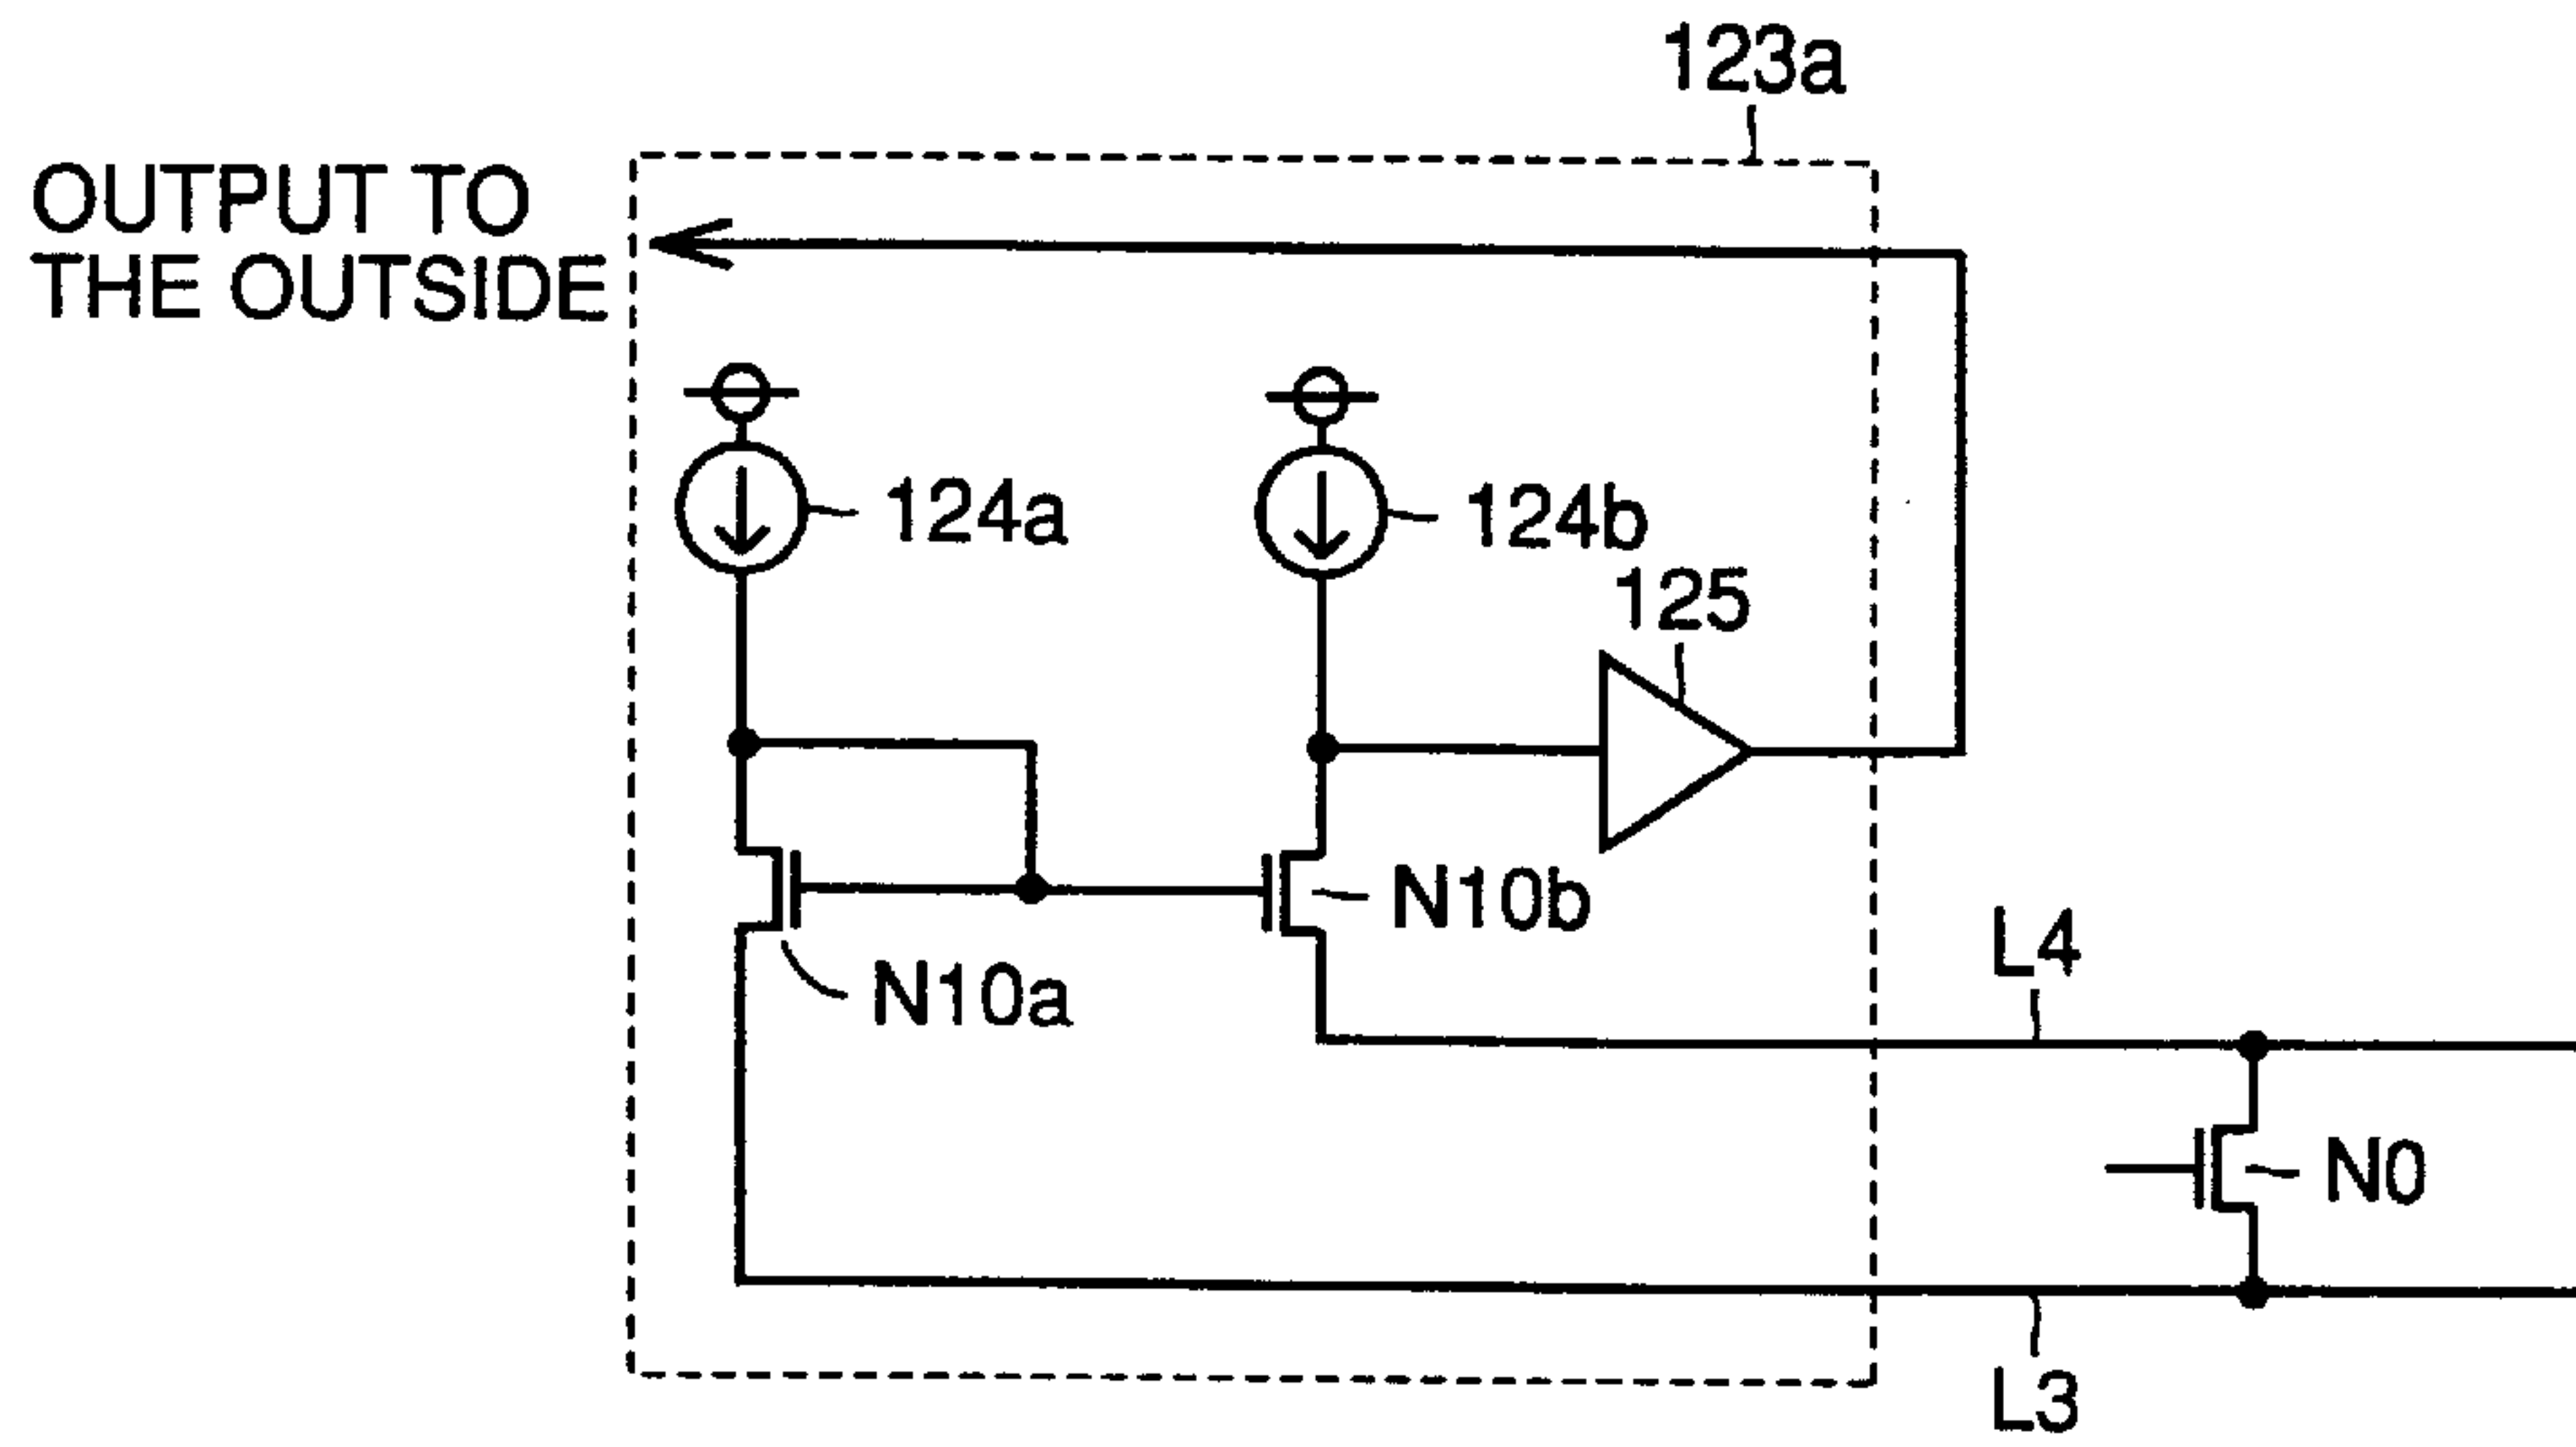 123a
OUTPUT TO
THE OUTSIDE
124a
124b
125
N10b
N10a
L4
N0
L3